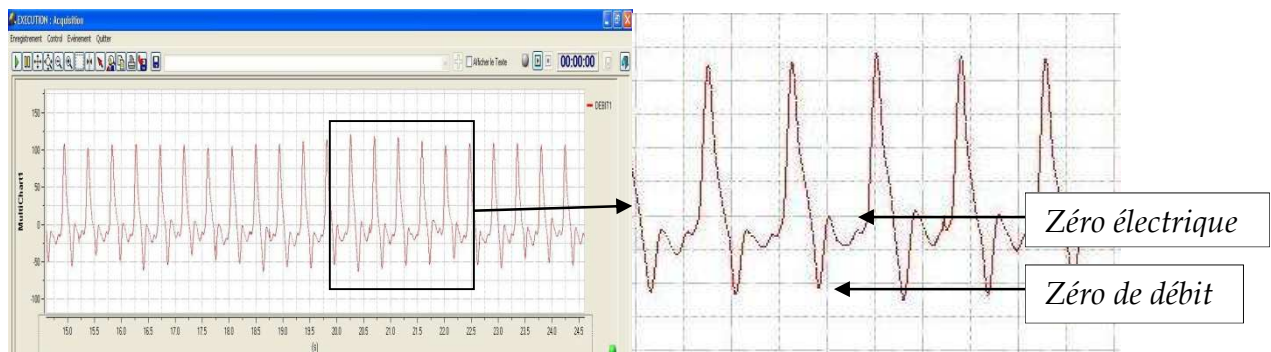 EXECUTION : Acquisition
Enregistrement Control Evénement Quitter
Afficher le Texte 00:00:00
DEBIT1
150
100
50
0
-50
-100
MultiChart1
15.0 15.5 16.0 16.5 17.0 17.5 18.0 18.5 19.0 19.5 20.0 20.5 21.0 21.5 22.0 22.5 23.0 23.5 24.0 24.5
(s)
Zéro électrique
Zéro de débit